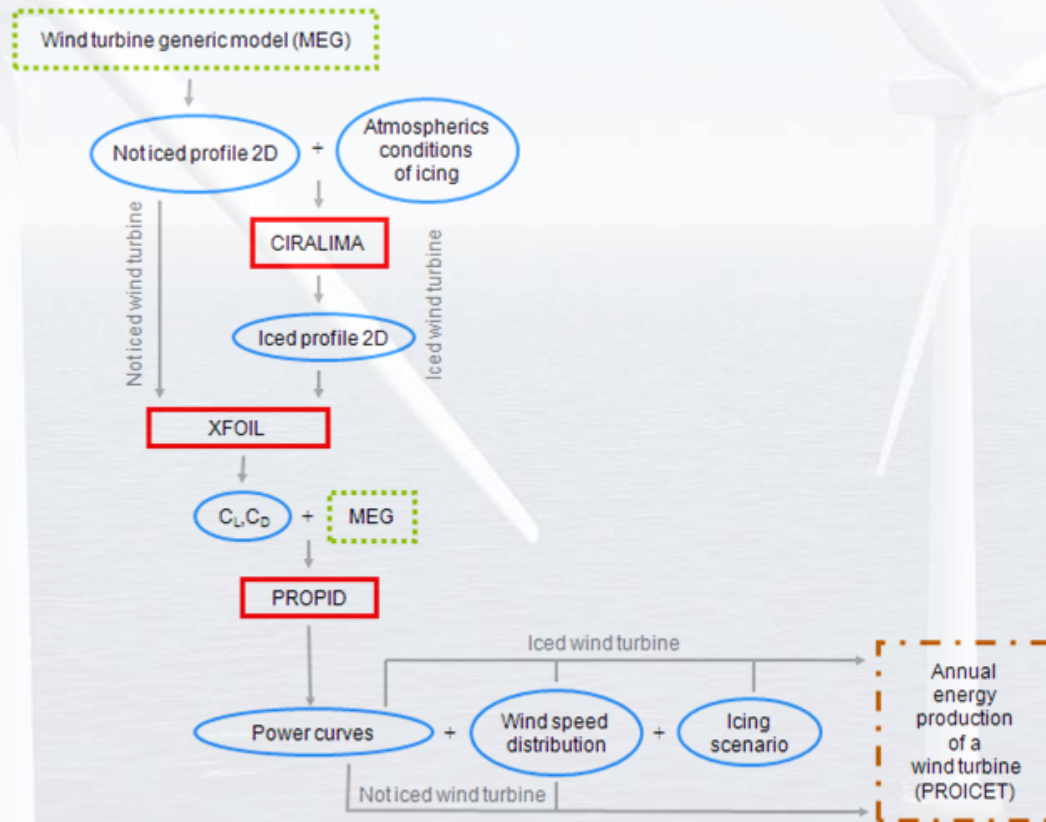 Wind turbine generic model (MEG)
Not iced profile 2D
+
Atmospherics
conditions
of icing
CIRALIMA
Not iced wind turbine
Iced wind turbine
Iced profile 2D
XFOIL
CL,CD
+
MEG
PROPID
Iced wind turbine
Power curves
+
Wind speed
distribution
+
Icing
scenario
Not iced wind turbine
Annual
energy
production
of a
wind turbine
(PROICET)